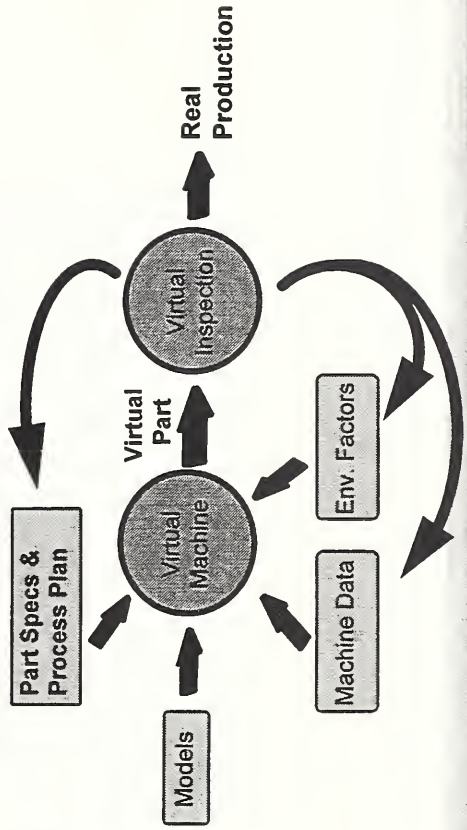 Part Specs &
Process Plan
Models
Virtual
Machine
Virtual
Part
Virtual
Inspection
Real
Production
Machine Data
Env. Factors